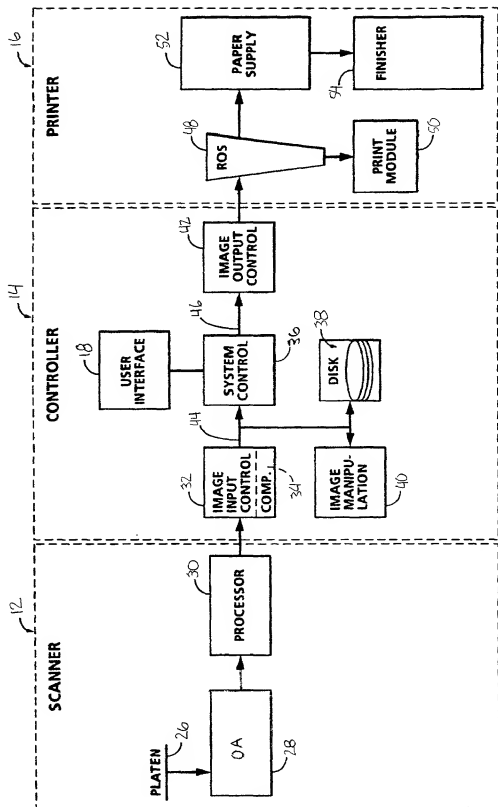 SCANNER
12
PLATEN
26
OA
28
PROCESSOR
30
CONTROLLER
14
IMAGE
INPUT
CONTROL
COMP.
32
34
44
USER
INTERFACE
18
SYSTEM
CONTROL
36
46
IMAGE
OUTPUT
CONTROL
42
DISK
38
IMAGE
MANIPU-
LATION
40
PRINTER
16
ROS
48
PAPER
SUPPLY
52
PRINT
MODULE
50
FINISHER
54